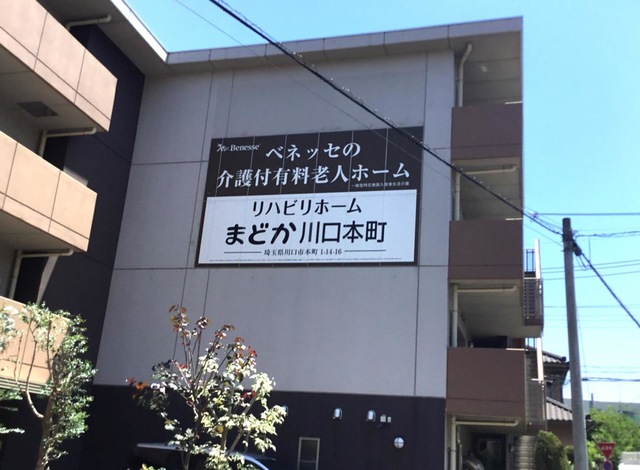 Benesse
ベネッセの
介護付有料老人ホーム
リハビリホーム
まどか川口本町
埼玉県川口市本町 1-14-16